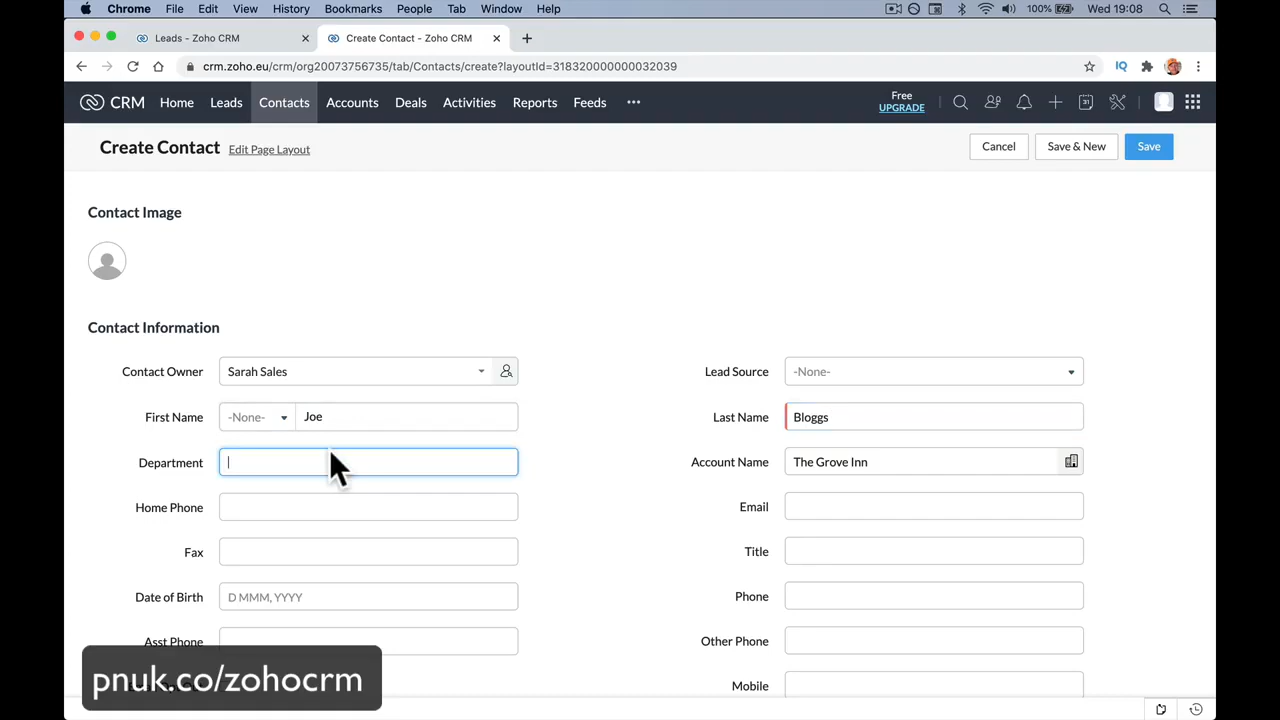 Chrome File Edit View History Bookmarks People Tab Window Help 100% Wed 19:08
Leads - Zoho CRM Create Contact - Zoho CRM
crm.zoho.eu/crm/org20073756735/tab/Contacts/create?layoutId=318320000000032039 IQ
CRM Home Leads Contacts Accounts Deals Activities Reports Feeds ••• Free
UPGRADE 31
Create Contact Edit Page Layout Cancel Save & New Save
Contact Image
Contact Information
Contact Owner Sarah Sales Lead Source -None-
First Name -None- Joe Last Name Bloggs
Department Account Name The Grove Inn
Home Phone Email
Fax Title
Date of Birth D MMM, YYYY Phone
Asst Phone Other Phone
pnuk.co/zohocrm Mobile